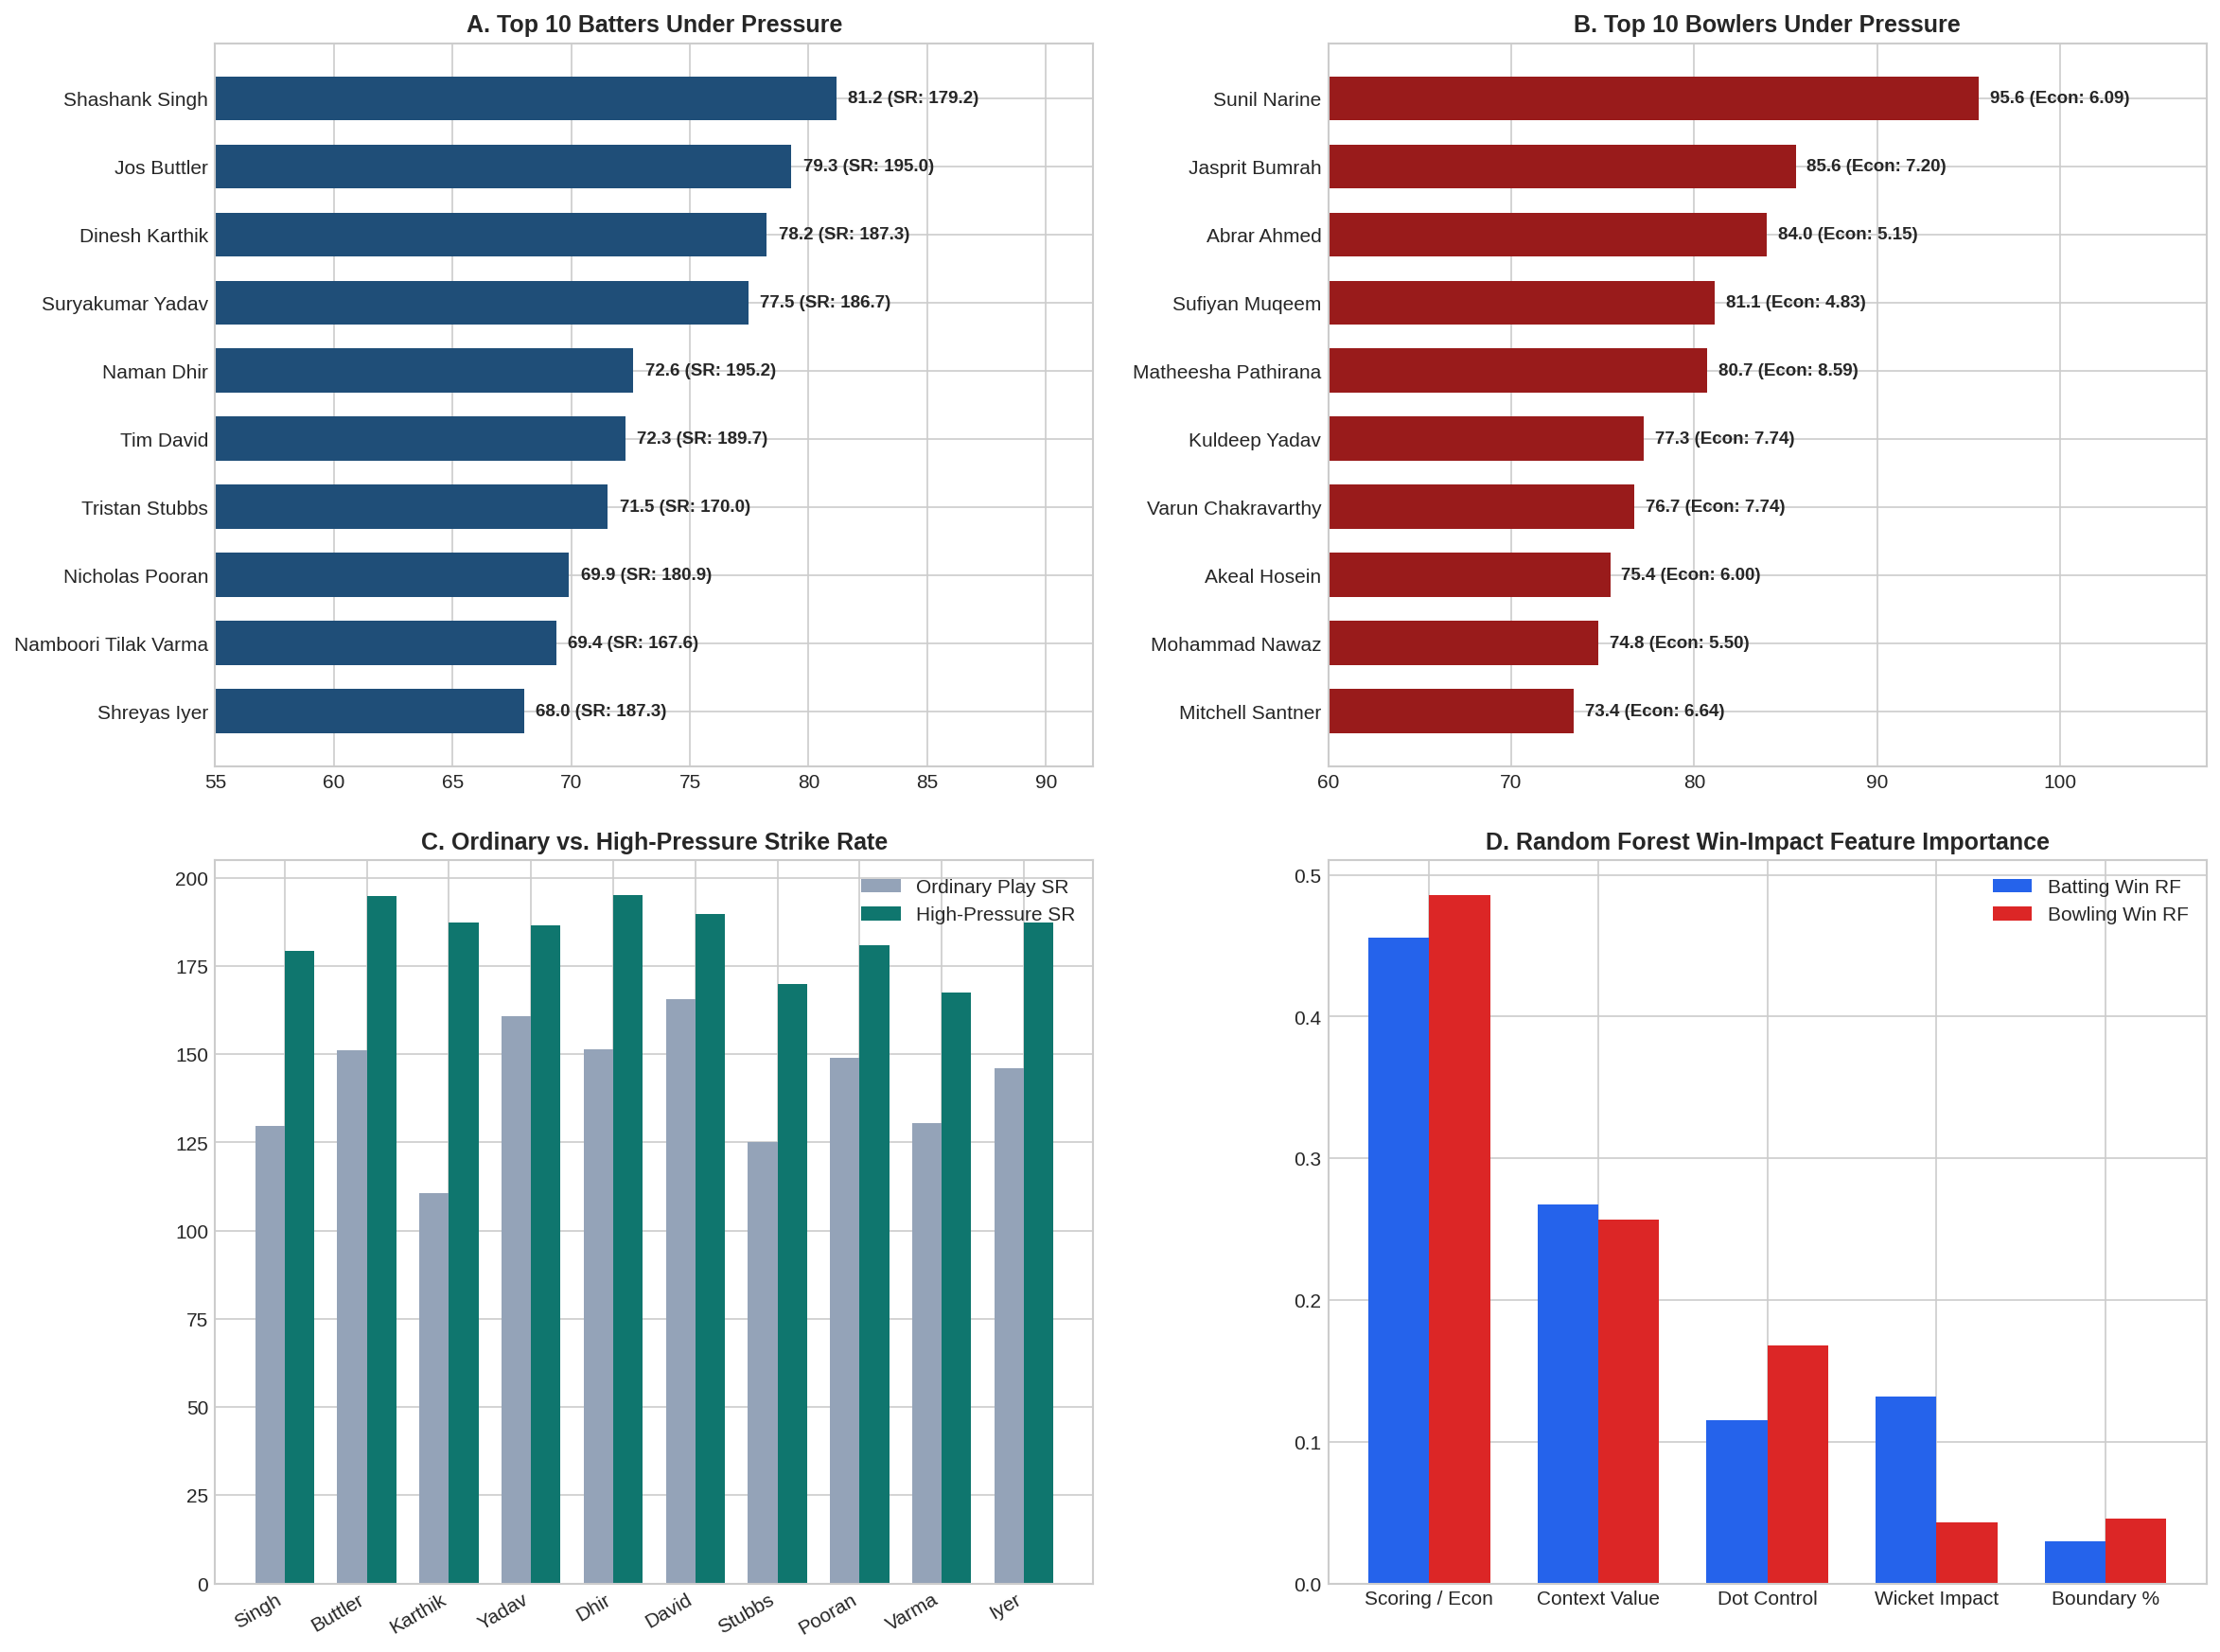 A. Top 10 Batters Under Pressure
Shashank Singh
81.2 (SR: 179.2)
Jos Buttler
79.3 (SR: 195.0)
Dinesh Karthik
78.2 (SR: 187.3)
Suryakumar Yadav
77.5 (SR: 186.7)
Naman Dhir
72.6 (SR: 195.2)
Tim David
72.3 (SR: 189.7)
Tristan Stubbs
71.5 (SR: 170.0)
Nicholas Pooran
69.9 (SR: 180.9)
Namboori Tilak Varma
69.4 (SR: 167.6)
Shreyas Iyer
68.0 (SR: 187.3)
55 60 65 70 75 80 85 90
B. Top 10 Bowlers Under Pressure
Sunil Narine
95.6 (Econ: 6.09)
Jasprit Bumrah
85.6 (Econ: 7.20)
Abrar Ahmed
84.0 (Econ: 5.15)
Sufiyan Muqeem
81.1 (Econ: 4.83)
Matheesha Pathirana
80.7 (Econ: 8.59)
Kuldeep Yadav
77.3 (Econ: 7.74)
Varun Chakravarthy
76.7 (Econ: 7.74)
Akeal Hosein
75.4 (Econ: 6.00)
Mohammad Nawaz
74.8 (Econ: 5.50)
Mitchell Santner
73.4 (Econ: 6.64)
60 70 80 90 100
C. Ordinary vs. High-Pressure Strike Rate
Ordinary Play SR
High-Pressure SR
200
175
150
125
100
75
50
25
0
Singh Buttler Karthik Yadav Dhir David Stubbs Pooran Varma Iyer
D. Random Forest Win-Impact Feature Importance
Batting Win RF
Bowling Win RF
0.5
0.4
0.3
0.2
0.1
0.0
Scoring / Econ Context Value Dot Control Wicket Impact Boundary %